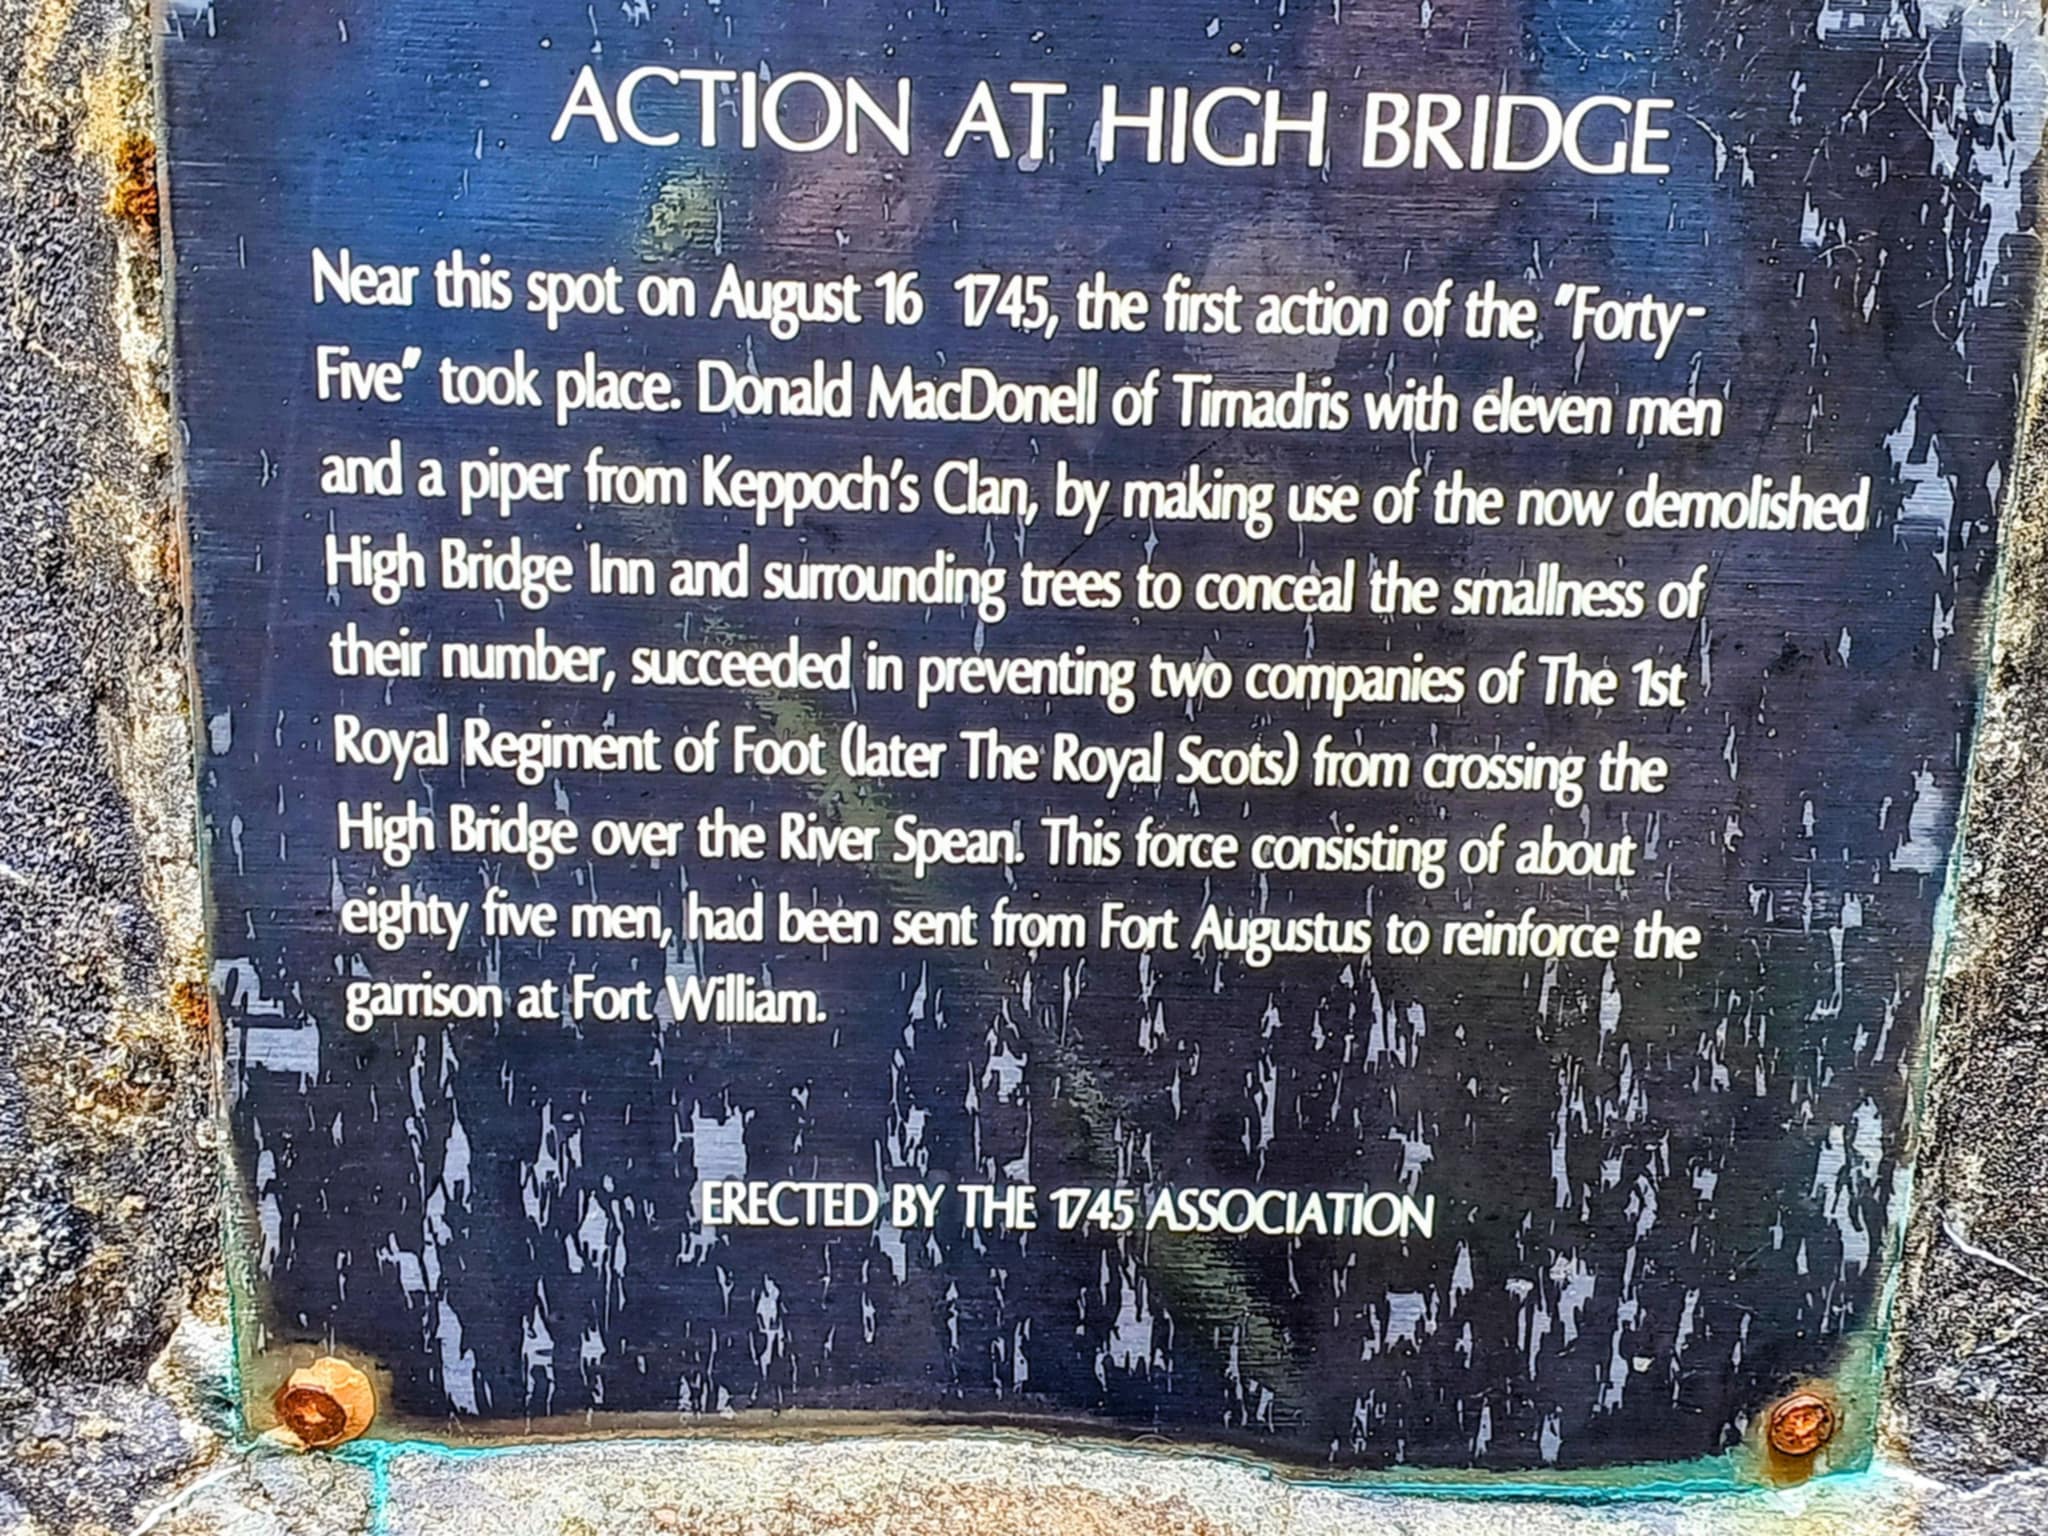 ACTION AT HIGH BRIDGE
Near this spot on August 16 1745, the first action of the "Forty-
Five" took place. Donald MacDonell of Tirnadris with eleven men
and a piper from Keppoch's Clan, by making use of the now demolished
High Bridge Inn and surrounding trees to conceal the smallness of
their number, succeeded in preventing two companies of The 1st
Royal Regiment of Foot (later The Royal Scots) from crossing the
High Bridge over the River Spean. This force consisting of about
eighty five men, had been sent from Fort Augustus to reinforce the
garrison at Fort William.
ERECTED BY THE 1745 ASSOCIATION